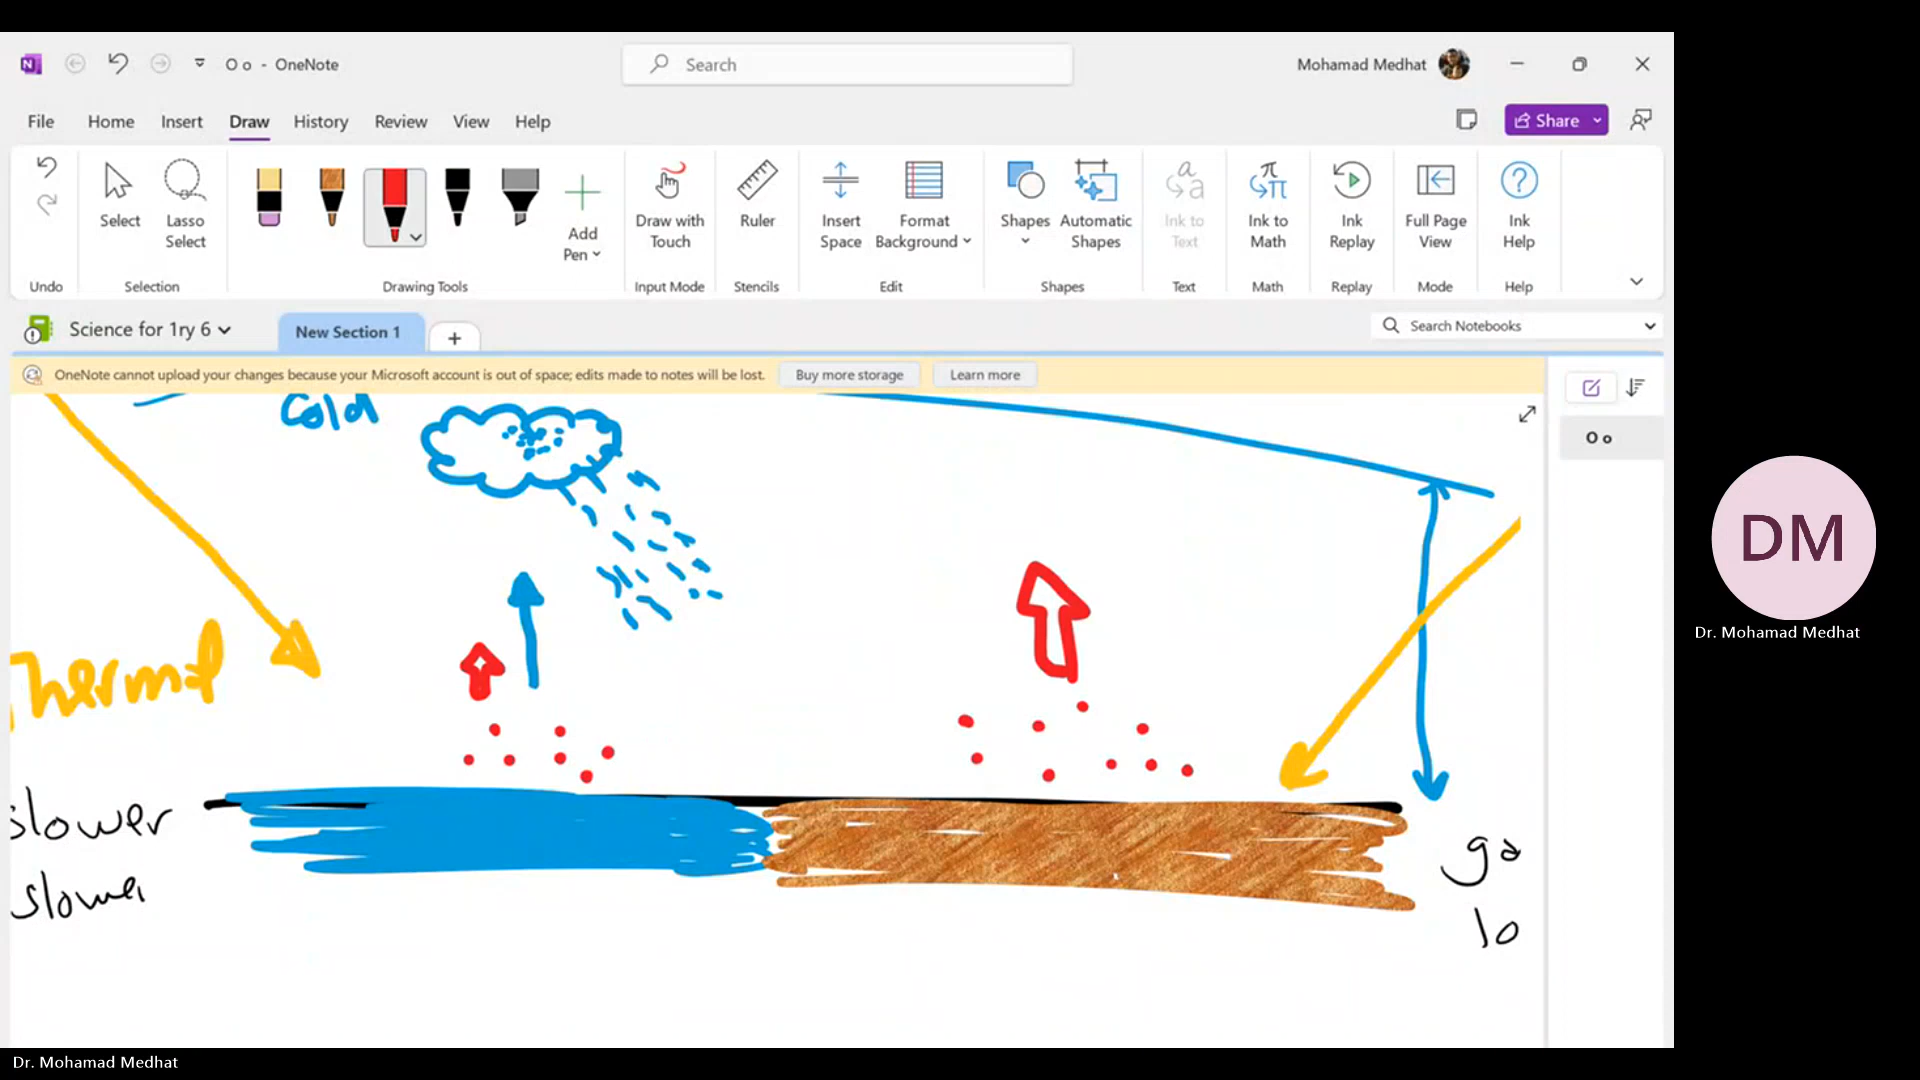 O o - OneNote
Search
Mohamad Medhat
File Home Insert Draw History Review View Help
Share
Select
Lasso Select
Add Pen
Draw with Touch
Ruler
Insert Space
Format Background
Shapes
Automatic Shapes
Ink to Text
Ink to Math
Ink Replay
Full Page View
Ink Help
Undo Selection Drawing Tools Input Mode Stencils Edit Shapes Text Math Replay Mode Help
Science for 1ry 6
New Section 1
Search Notebooks
OneNote cannot upload your changes because your Microsoft account is out of space; edits made to notes will be lost.
Buy more storage
Learn more
O o
Cold
Thermal
slower
slower
ga
lo
DM
Dr. Mohamad Medhat
Dr. Mohamad Medhat